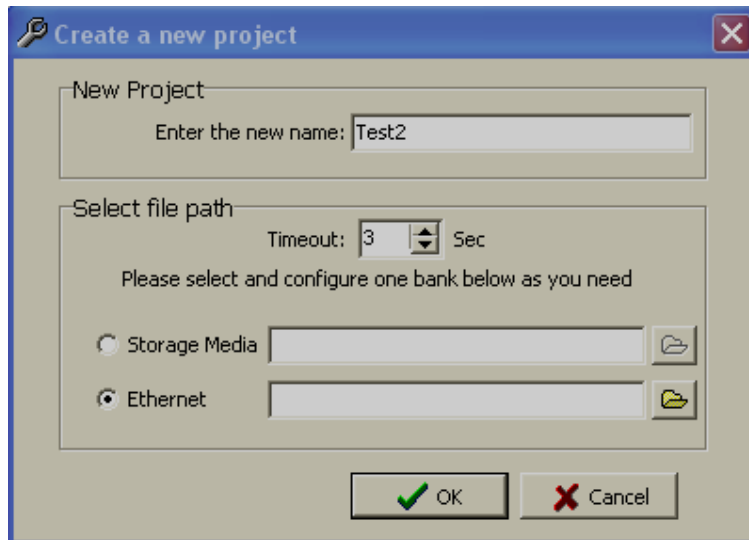 Create a new project
New Project
Enter the new name: Test2
Select file path
Timeout: 3 Sec
Please select and configure one bank below as you need
Storage Media
Ethernet
OK Cancel